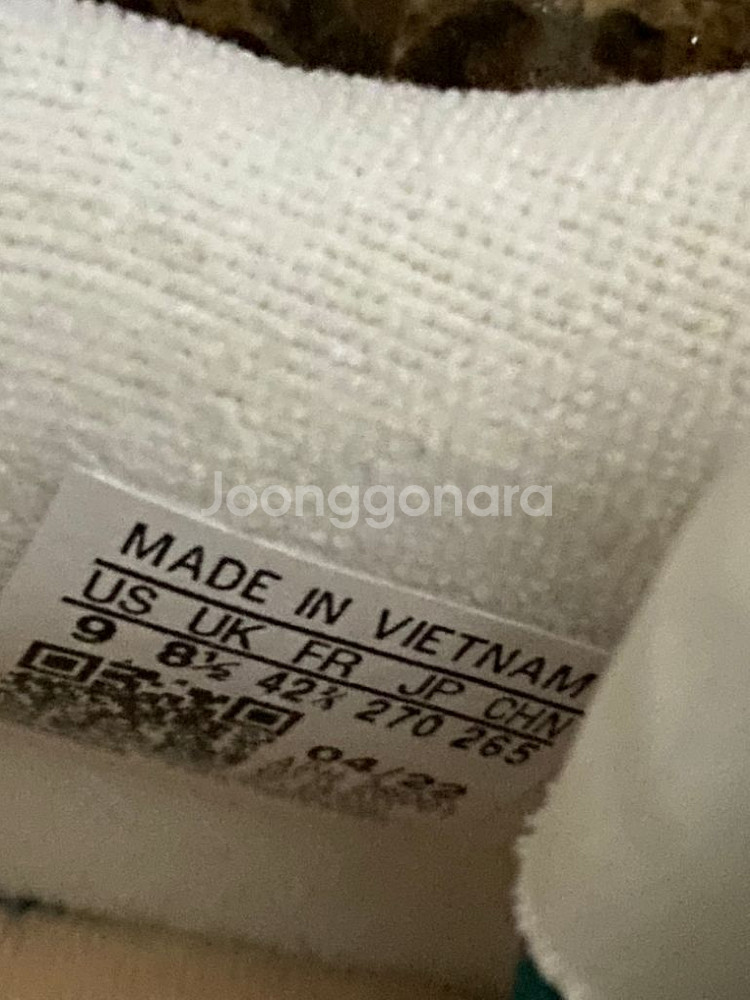 Joonggonara
MADE IN VIETNAM
US UK FR JP CHN
9 8½ 42⅔ 270 265
04/22